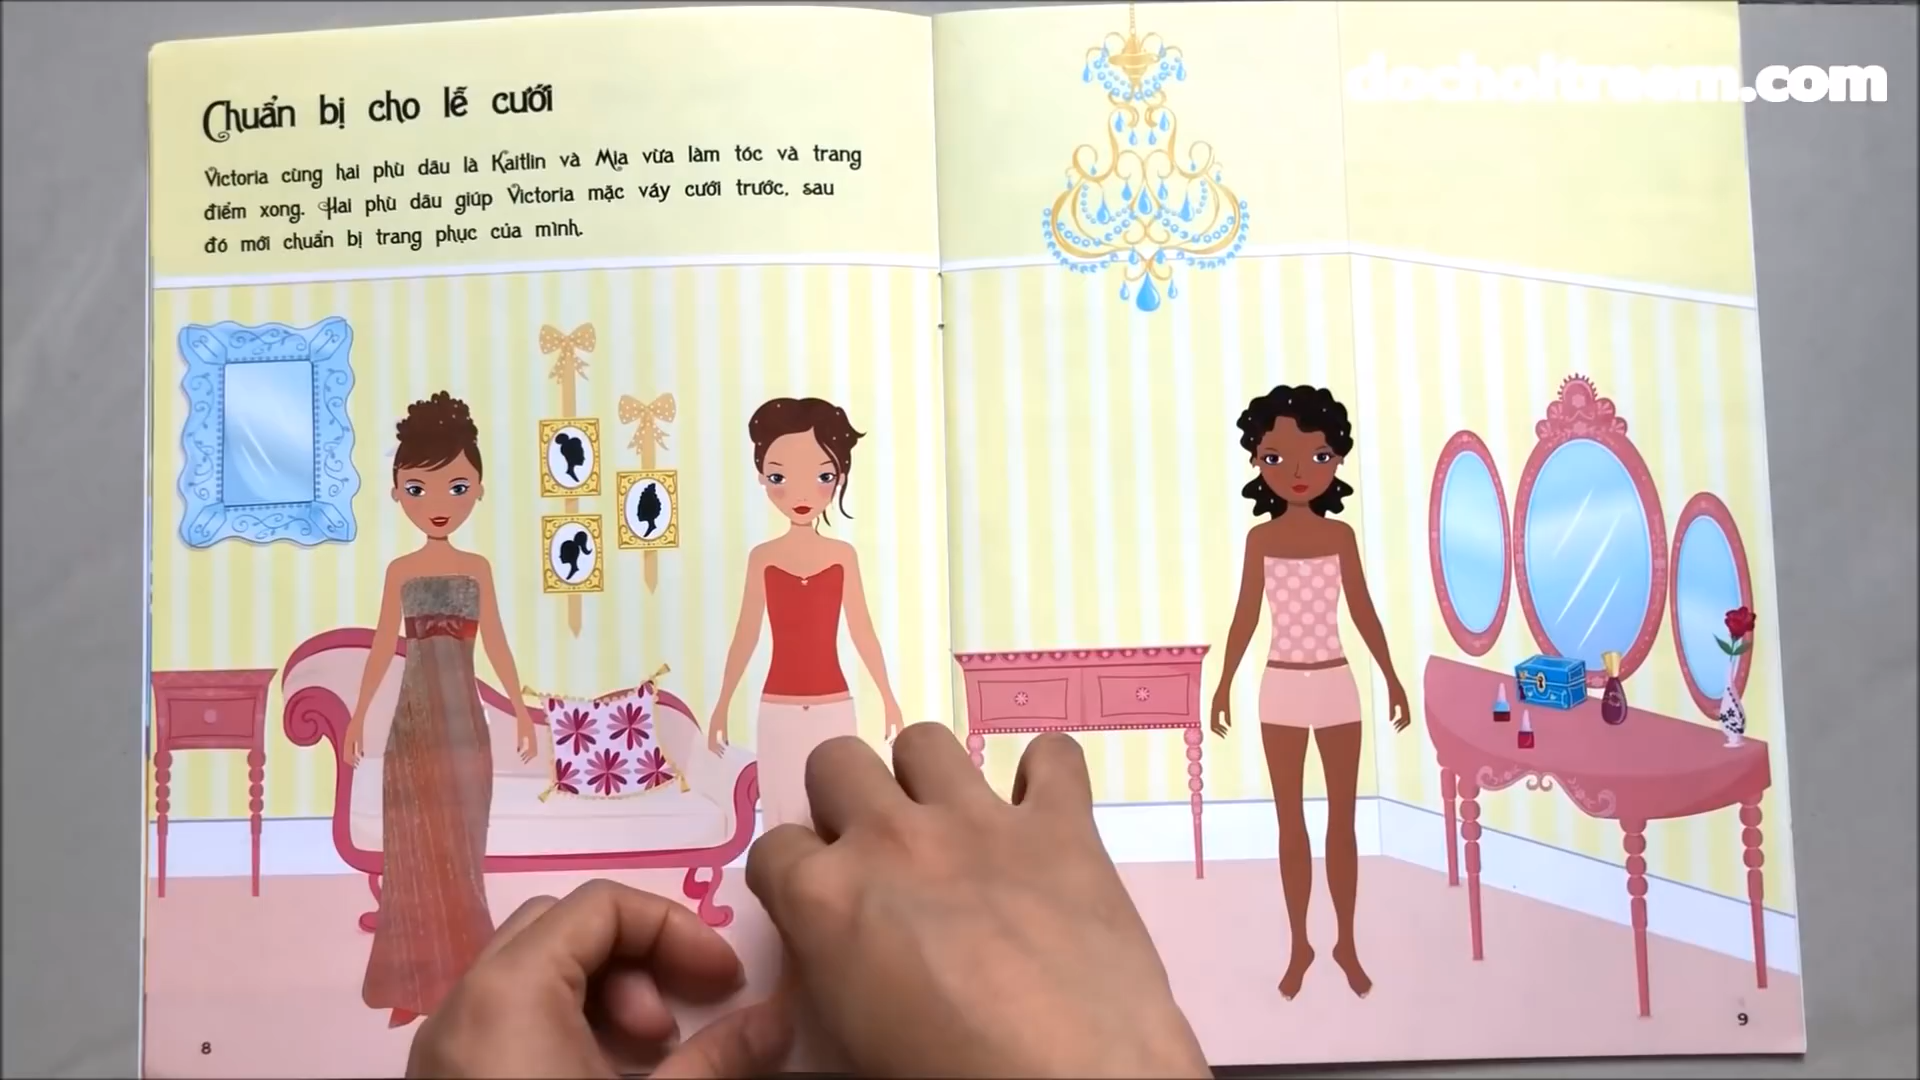 Chuẩn bị cho lễ cưới
Victoria cùng hai phù dâu là Kaitlin và Mia vừa làm tóc và trang
điểm xong. Hai phù dâu giúp Victoria mặc váy cưới trước, sau
đó mới chuẩn bị trang phục của mình.
dochoitreem.com
8
9